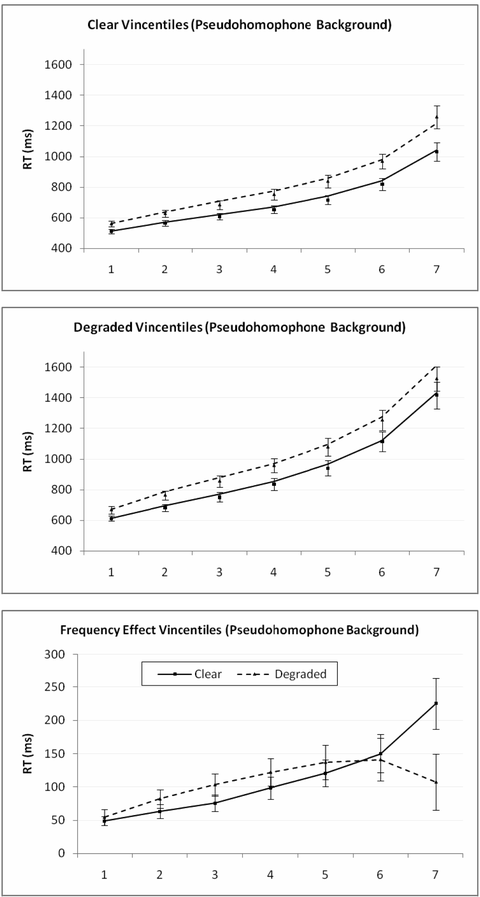 Clear Vincentiles (Pseudohomophone Background)
1600
1400
1200
1000
800
600
400
RT (ms)
1 2 3 4 5 6 7
Degraded Vincentiles (Pseudohomophone Background)
1600
1400
1200
1000
800
600
400
RT (ms)
1 2 3 4 5 6 7
Frequency Effect Vincentiles (Pseudohomophone Background)
300
250
200
150
100
50
0
RT (ms)
Clear Degraded
1 2 3 4 5 6 7